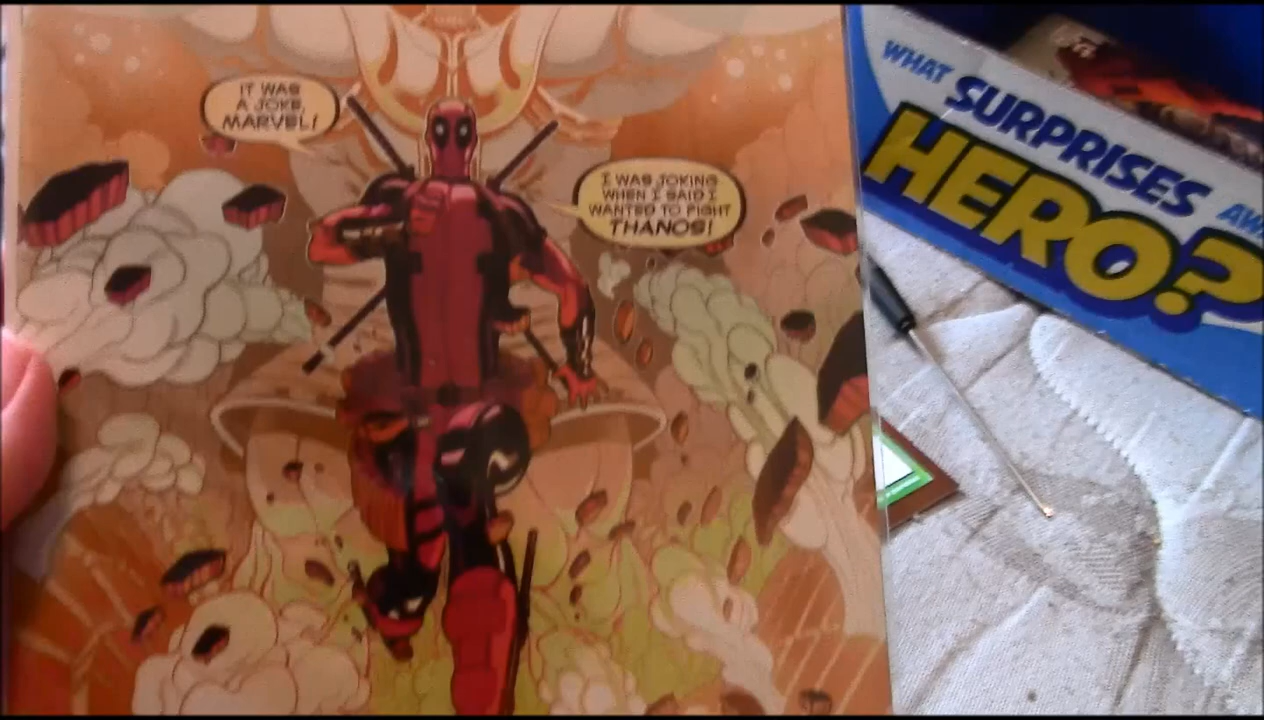 IT WAS
A JOKE,
MARVEL!
I WAS JOKING
WHEN I SAID I
WANTED TO FIGHT
THANOS!
WHAT SURPRISES
HERO?